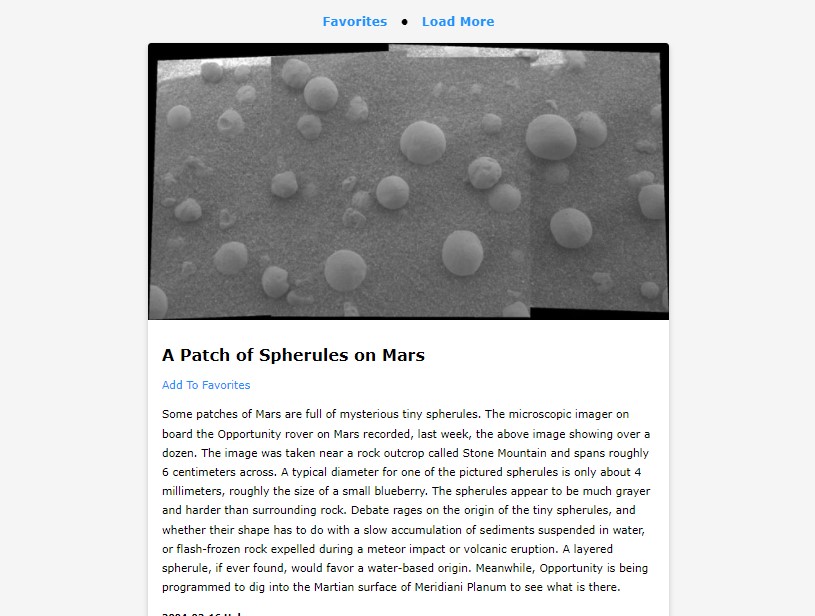 Favorites ● Load More
A Patch of Spherules on Mars
Add To Favorites
Some patches of Mars are full of mysterious tiny spherules. The microscopic imager on
board the Opportunity rover on Mars recorded, last week, the above image showing over a
dozen. The image was taken near a rock outcrop called Stone Mountain and spans roughly
6 centimeters across. A typical diameter for one of the pictured spherules is only about 4
millimeters, roughly the size of a small blueberry. The spherules appear to be much grayer
and harder than surrounding rock. Debate rages on the origin of the tiny spherules, and
whether their shape has to do with a slow accumulation of sediments suspended in water,
or flash-frozen rock expelled during a meteor impact or volcanic eruption. A layered
spherule, if ever found, would favor a water-based origin. Meanwhile, Opportunity is being
programmed to dig into the Martian surface of Meridiani Planum to see what is there.